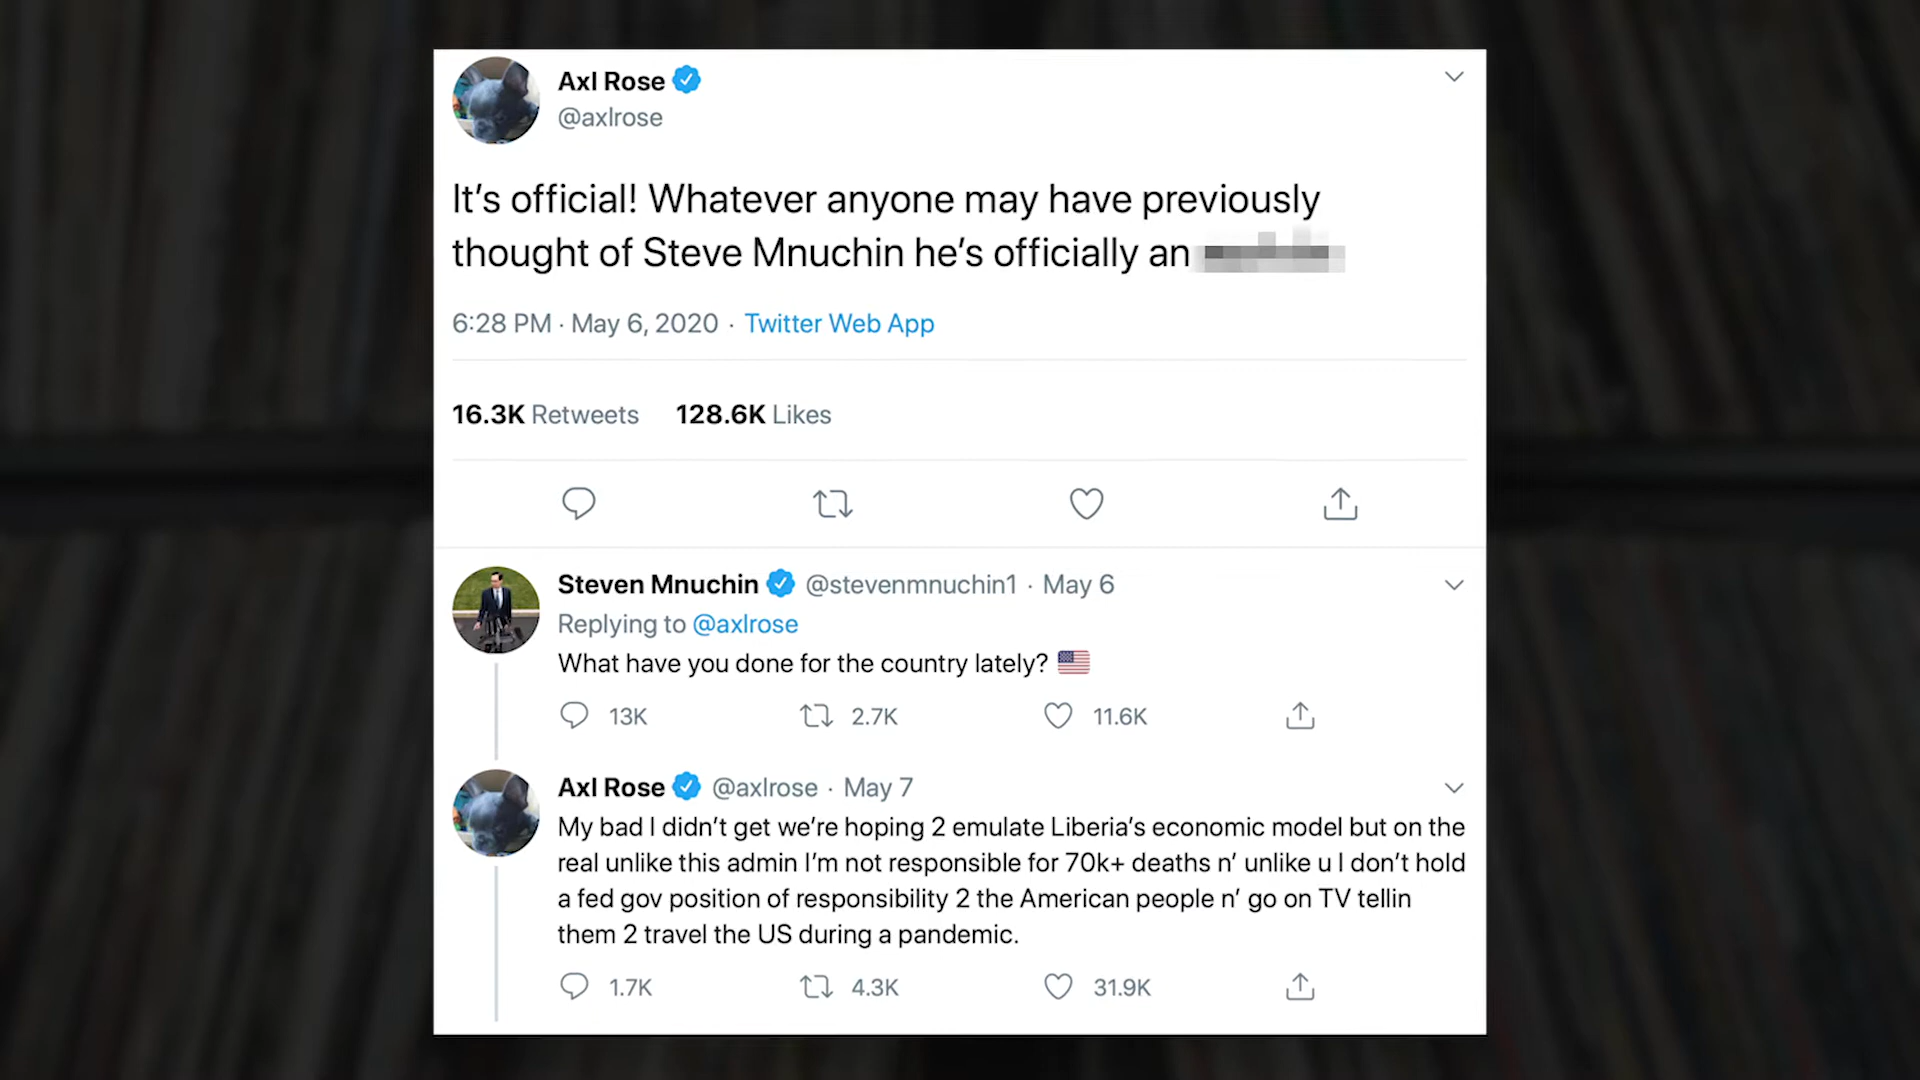 Axl Rose
@axlrose
It’s official! Whatever anyone may have previously
thought of Steve Mnuchin he’s officially an
6:28 PM · May 6, 2020 · Twitter Web App
16.3K Retweets 128.6K Likes
Steven Mnuchin @stevenmnuchin1 · May 6
Replying to @axlrose
What have you done for the country lately? 🇺🇸
13K 2.7K 11.6K
Axl Rose @axlrose · May 7
My bad I didn’t get we’re hoping 2 emulate Liberia’s economic model but on the
real unlike this admin I’m not responsible for 70k+ deaths n’ unlike u I don’t hold
a fed gov position of responsibility 2 the American people n’ go on TV tellin
them 2 travel the US during a pandemic.
1.7K 4.3K 31.9K